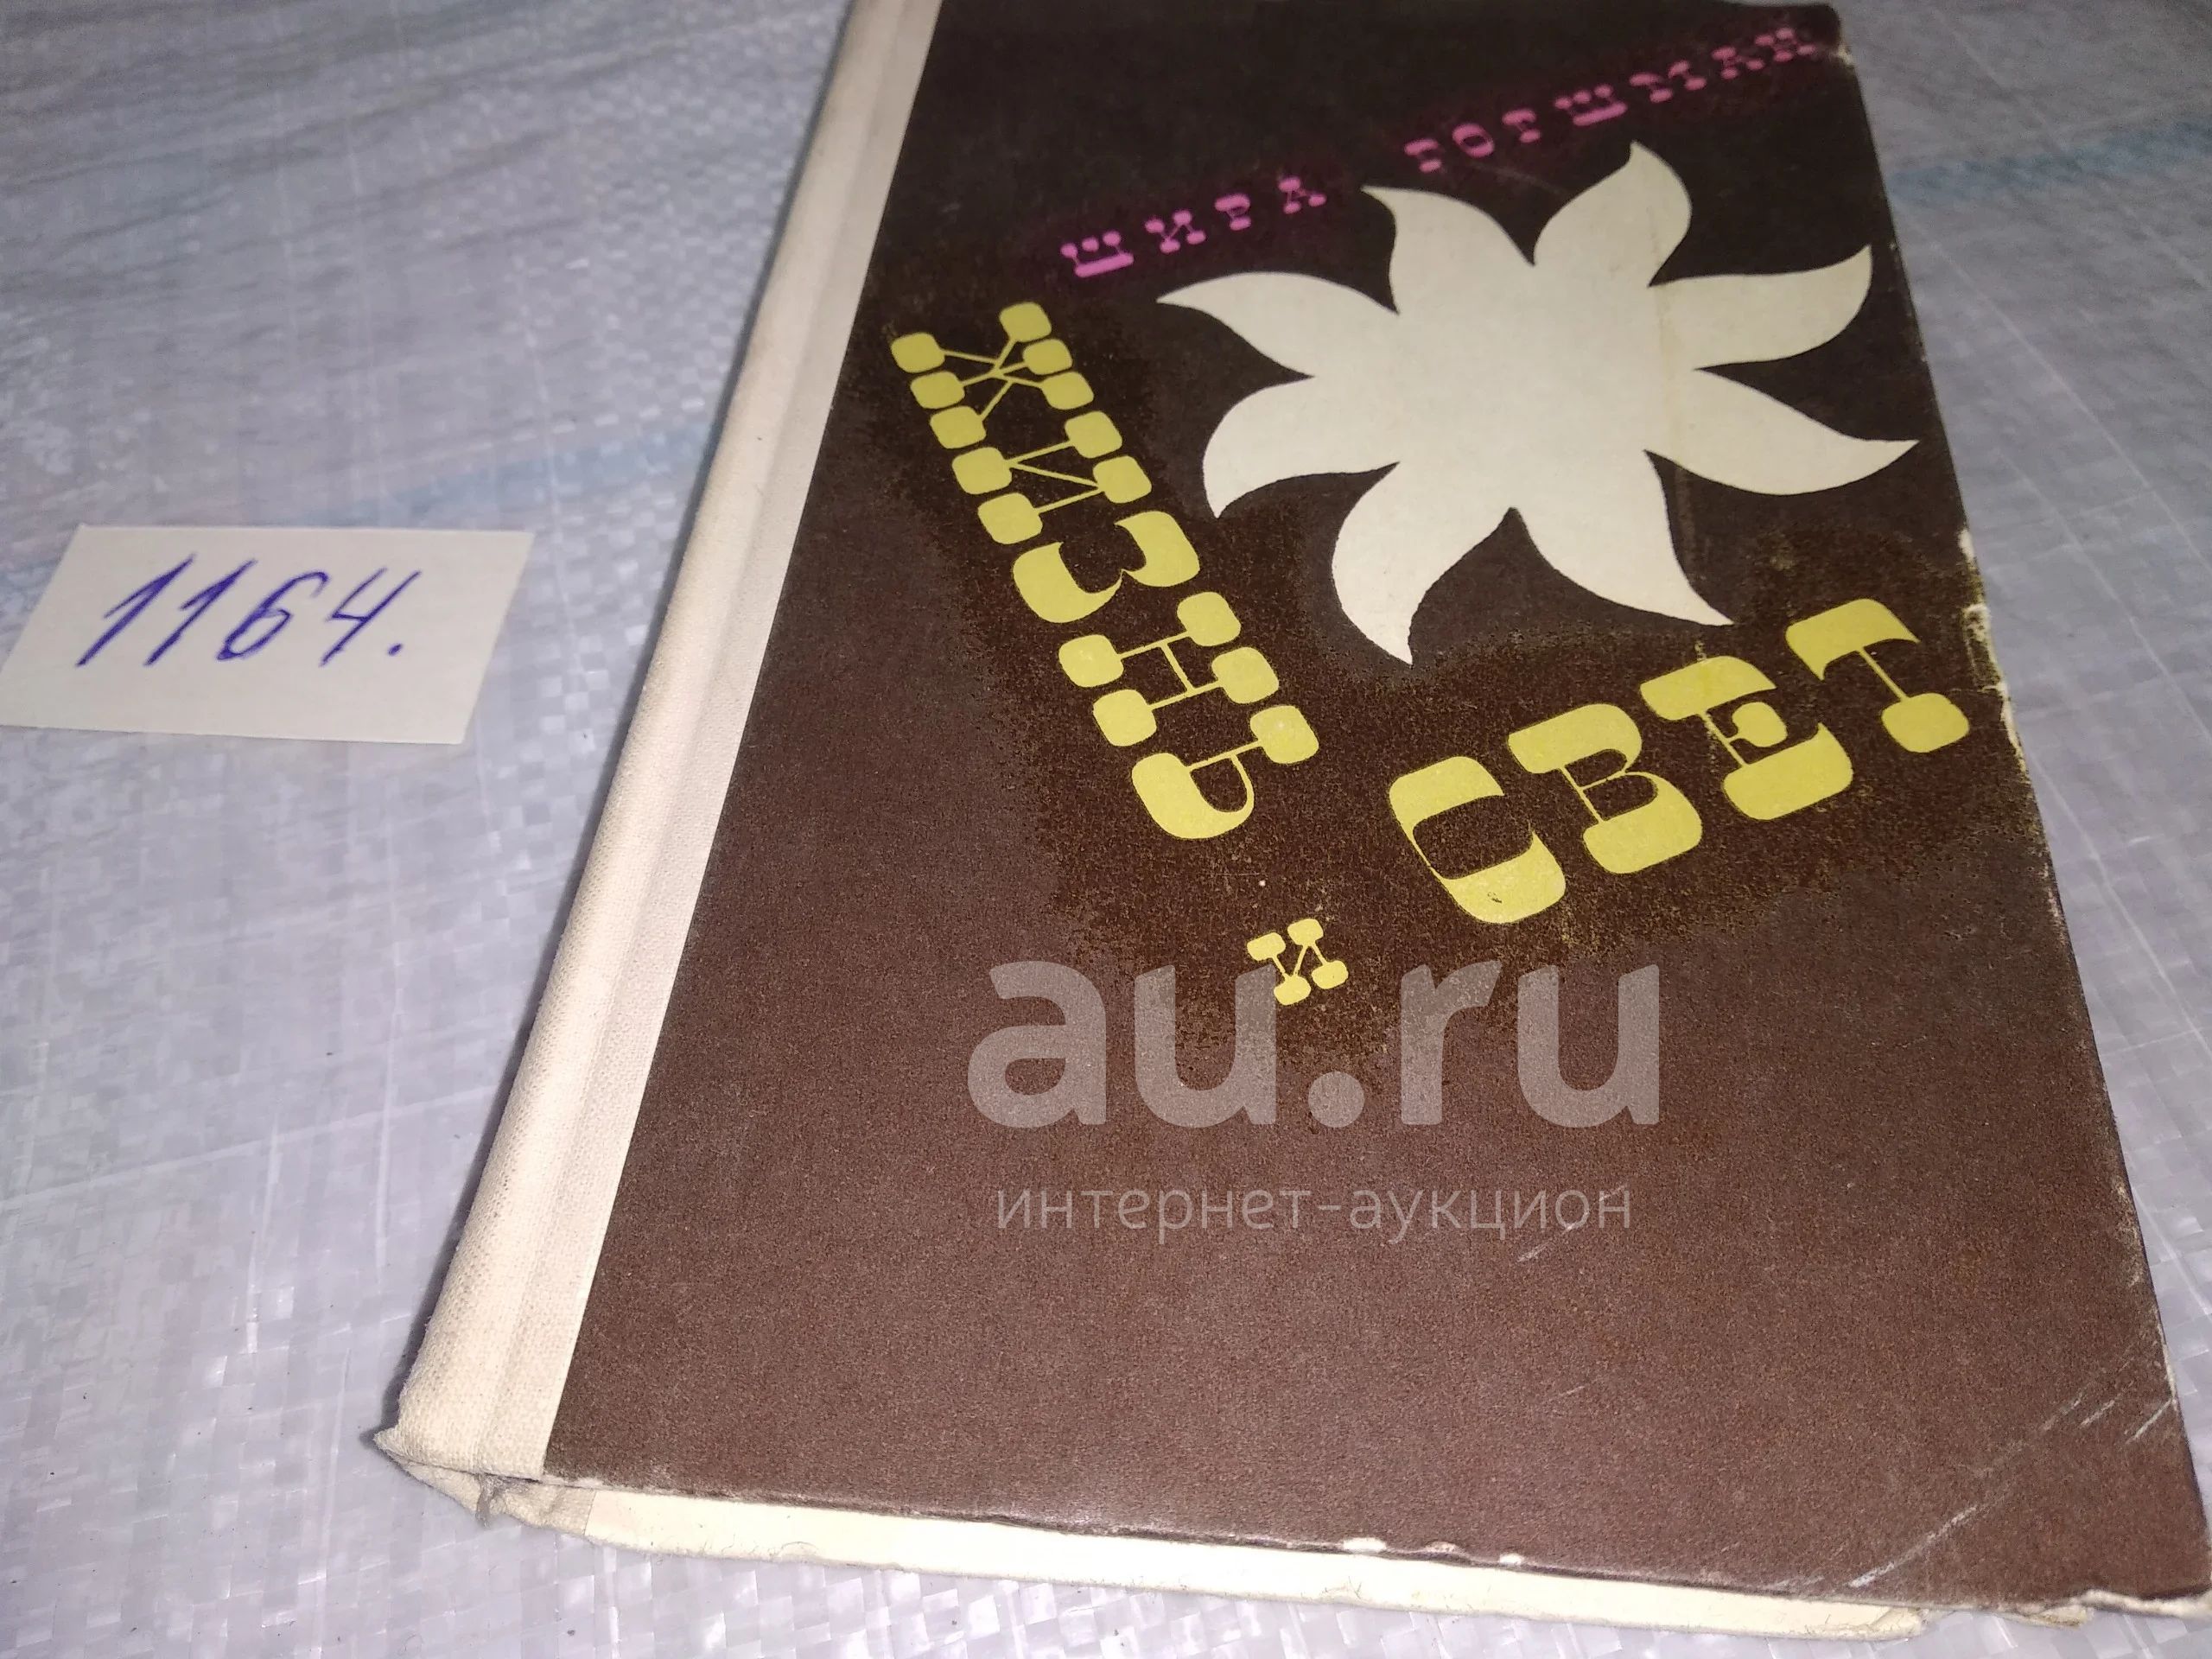 ШИРА ГОРШМАН
ЖИЗНЬ
и
СВЕТ
1164.
au.ru
интернет-аукцион